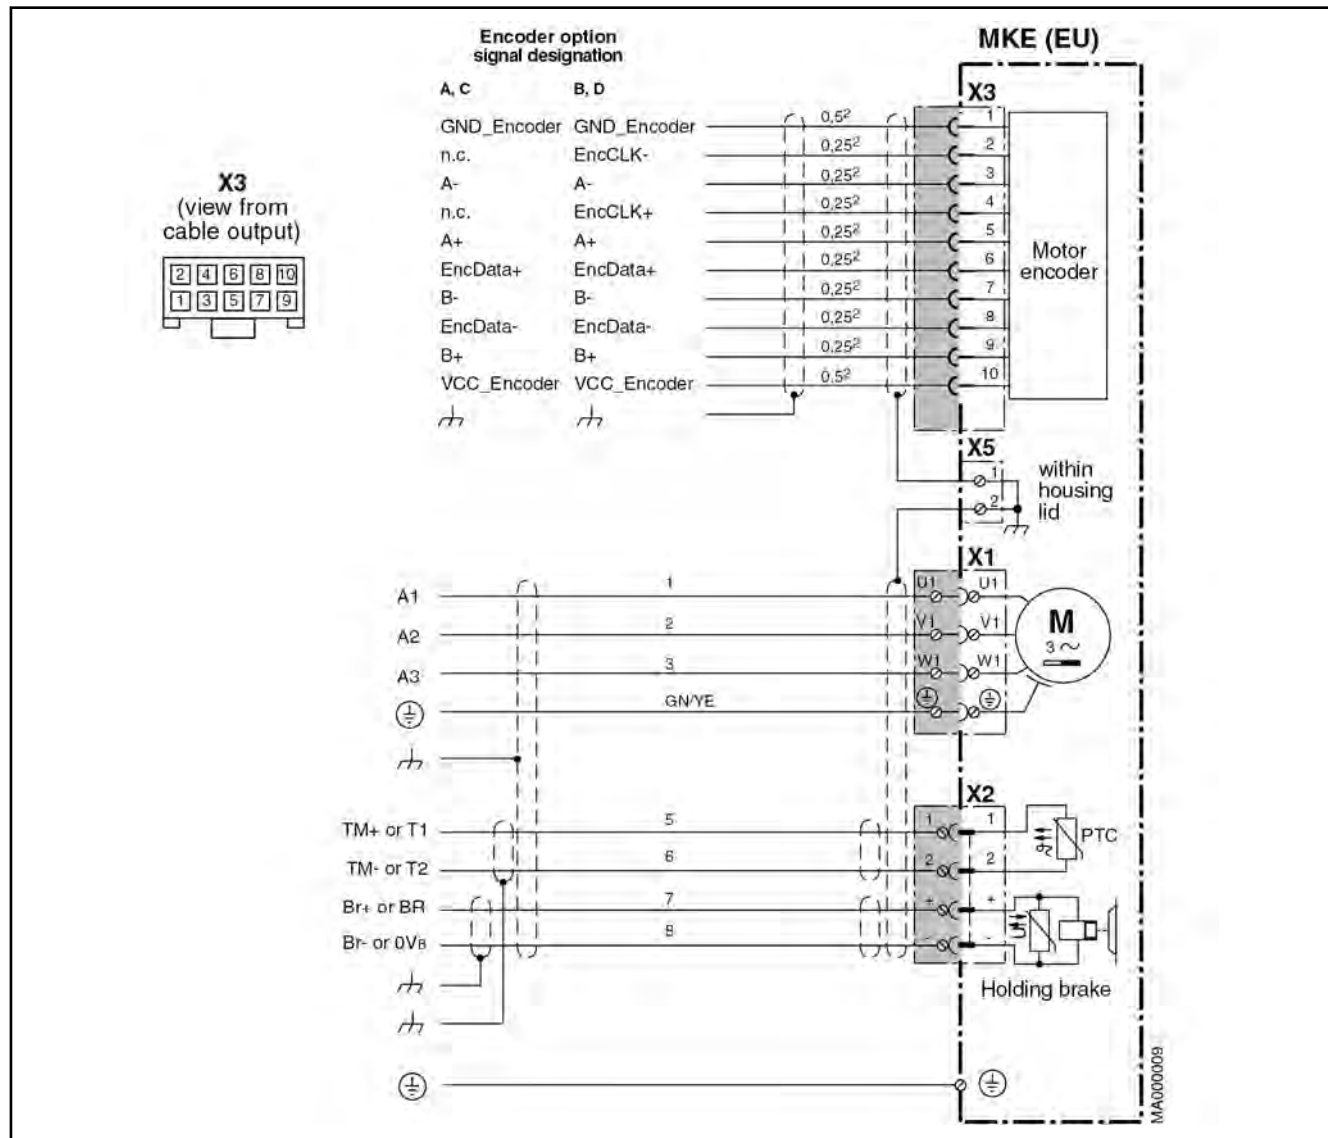 Encoder option
signal designation
MKE (EU)
A, C B, D
X3
GND_Encoder GND_Encoder 0,5² 1
n.c. EncCLK- 0,25² 2
A- A- 0,25² 3
n.c. EncCLK+ 0,25² 4
A+ A+ 0,25² 5
EncData+ EncData+ 0,25² 6
B- B- 0,25² 7
EncData- EncData- 0,25² 8
B+ B+ 0,25² 9
VCC_Encoder VCC_Encoder 0,5² 10
Motor
encoder
X3
(view from
cable output)
2 4 6 8 10
1 3 5 7 9
X5
1
2
within
housing
lid
X1
A1 1 U1 U1
A2 2 V1 V1
A3 3 W1 W1
GN/YE
M
3 ~
X2
TM+ or T1 5 1 1
TM- or T2 6 2 2
PTC
ϑ
Br+ or BR 7 + +
Br- or 0VB 8 - -
U
Holding brake
MA000009